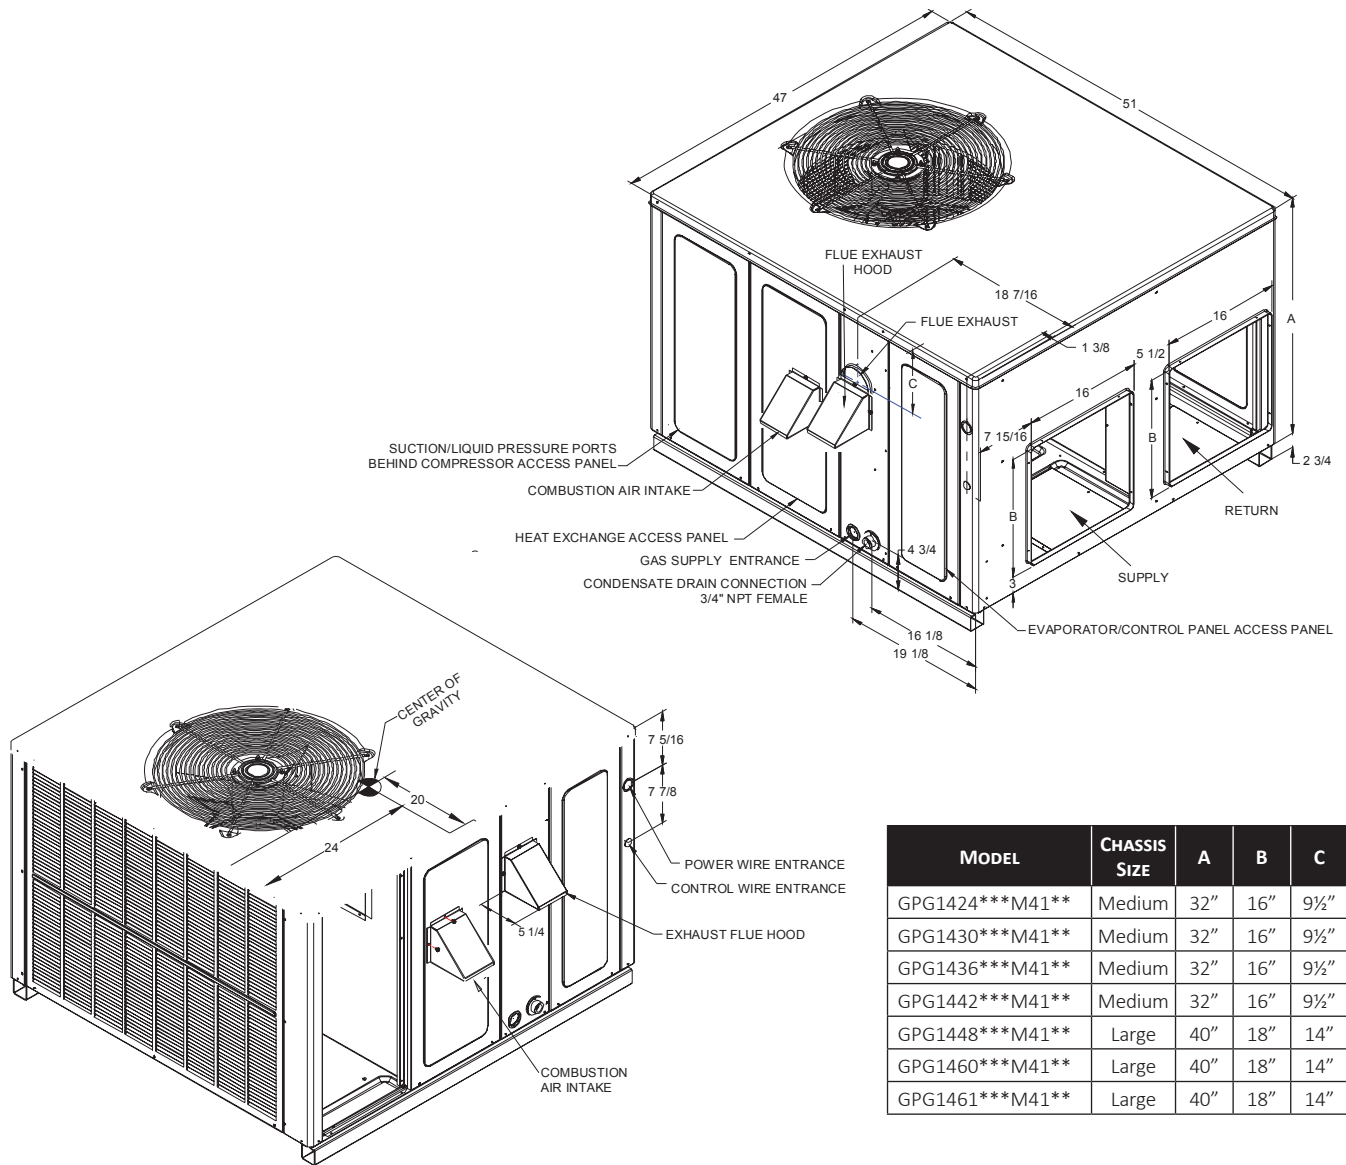 47
51
FLUE EXHAUST
HOOD
18 7/16
FLUE EXHAUST
1 3/8
16
A
5 1/2
C
16
B
7 15/16
SUCTION/LIQUID PRESSURE PORTS
BEHIND COMPRESSOR ACCESS PANEL
2 3/4
COMBUSTION AIR INTAKE
B
RETURN
HEAT EXCHANGE ACCESS PANEL
4 3/4
GAS SUPPLY ENTRANCE
SUPPLY
3
CONDENSATE DRAIN CONNECTION
3/4" NPT FEMALE
EVAPORATOR/CONTROL PANEL ACCESS PANEL
16 1/8
19 1/8
CENTER OF
GRAVITY
7 5/16
7 7/8
20
24
POWER WIRE ENTRANCE
CONTROL WIRE ENTRANCE
5 1/4
EXHAUST FLUE HOOD
COMBUSTION
AIR INTAKE
MODEL CHASSIS SIZE A B C
GPG1424***M41** Medium 32” 16” 9½”
GPG1430***M41** Medium 32” 16” 9½”
GPG1436***M41** Medium 32” 16” 9½”
GPG1442***M41** Medium 32” 16” 9½”
GPG1448***M41** Large 40” 18” 14”
GPG1460***M41** Large 40” 18” 14”
GPG1461***M41** Large 40” 18” 14”